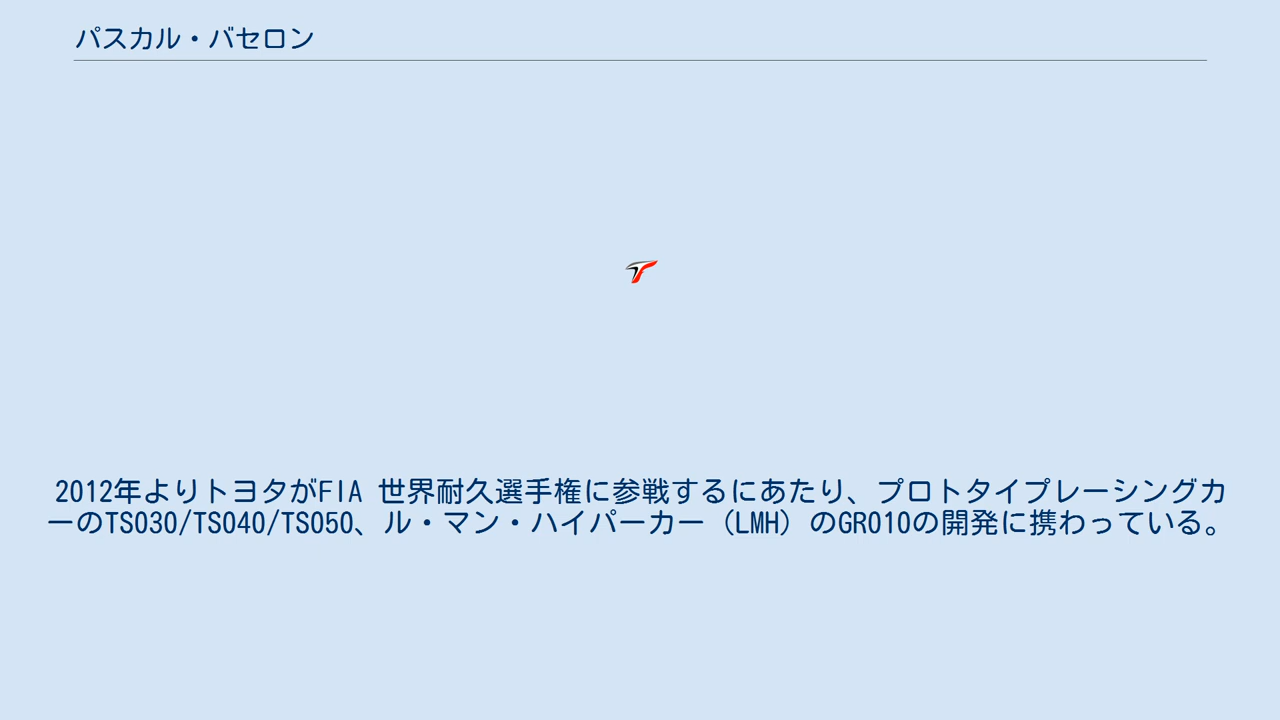 パスカル・バセロン
2012年よりトヨタがFIA 世界耐久選手権に参戦するにあたり、プロトタイプレーシングカ
ーのTS030/TS040/TS050、ル・マン・ハイパーカー（LMH）のGR010の開発に携わっている。